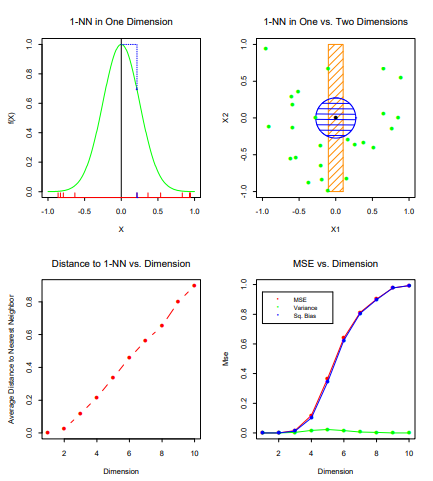 1-NN in One Dimension
f(X)
0.0
0.2
0.4
0.6
0.8
1.0
-1.0
-0.5
0.0
0.5
1.0
X
1-NN in One vs. Two Dimensions
X2
-1.0
-0.5
0.0
0.5
1.0
-1.0
-0.5
0.0
0.5
1.0
X1
Distance to 1-NN vs. Dimension
Average Distance to Nearest Neighbor
0.0
0.2
0.4
0.6
0.8
2
4
6
8
10
Dimension
MSE vs. Dimension
Mse
0.0
0.2
0.4
0.6
0.8
1.0
MSE
Variance
Sq. Bias
2
4
6
8
10
Dimension